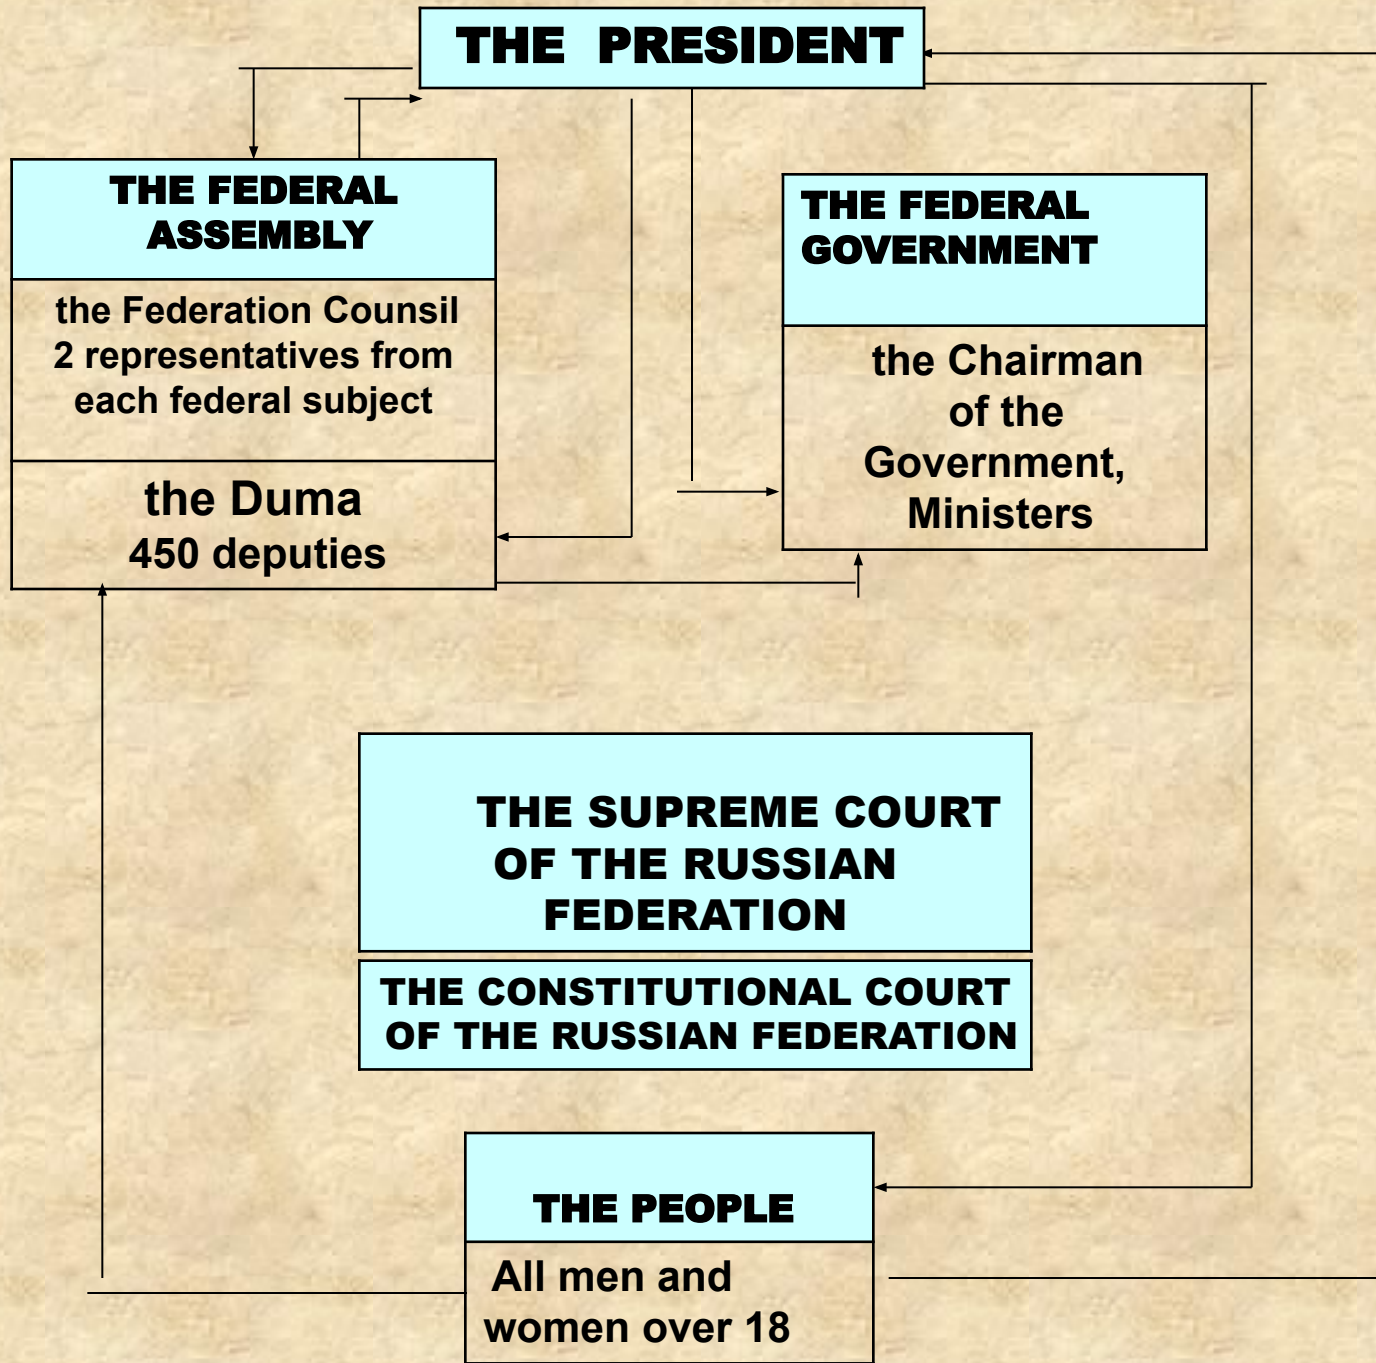 THE PRESIDENT
THE FEDERAL
ASSEMBLY
the Federation Counsil
2 representatives from
each federal subject
the Duma
450 deputies
THE FEDERAL
GOVERNMENT
the Chairman
of the
Government,
Ministers
THE SUPREME COURT
OF THE RUSSIAN
FEDERATION
THE CONSTITUTIONAL COURT
OF THE RUSSIAN FEDERATION
THE PEOPLE
All men and
women over 18